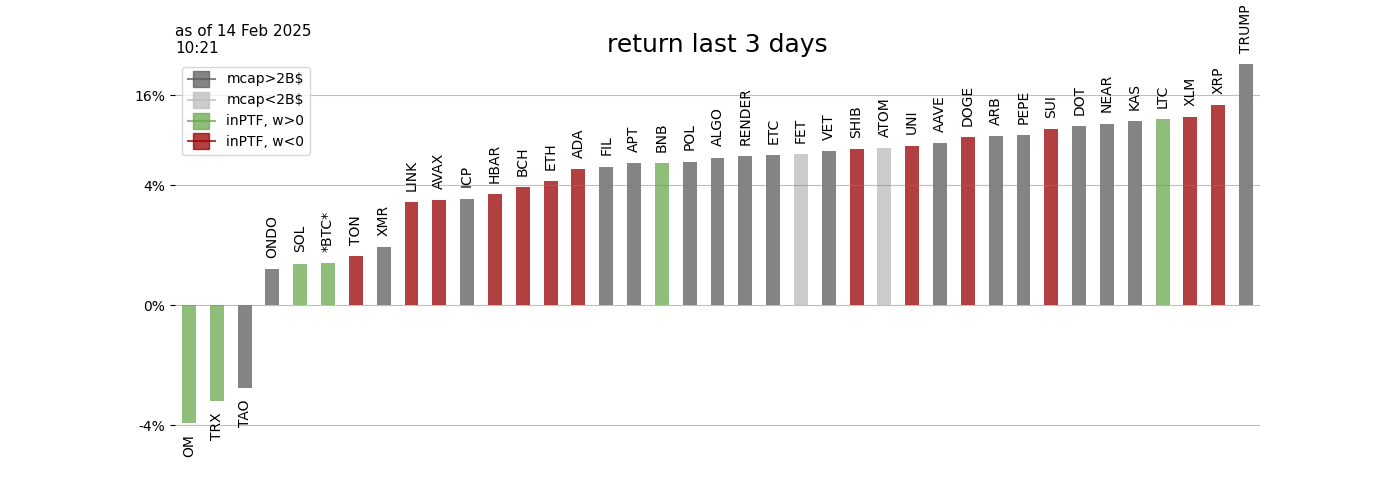 as of 14 Feb 2025
10:21
return last 3 days
mcap>2B$
mcap<2B$
inPTF, w>0
inPTF, w<0
16%
4%
0%
-4%
OM
TRX
TAO
ONDO
SOL
*BTC*
TON
XMR
LINK
AVAX
ICP
HBAR
BCH
ETH
ADA
FIL
APT
BNB
POL
ALGO
RENDER
ETC
FET
VET
SHIB
ATOM
UNI
AAVE
DOGE
ARB
PEPE
SUI
DOT
NEAR
KAS
LTC
XLM
XRP
TRUMP